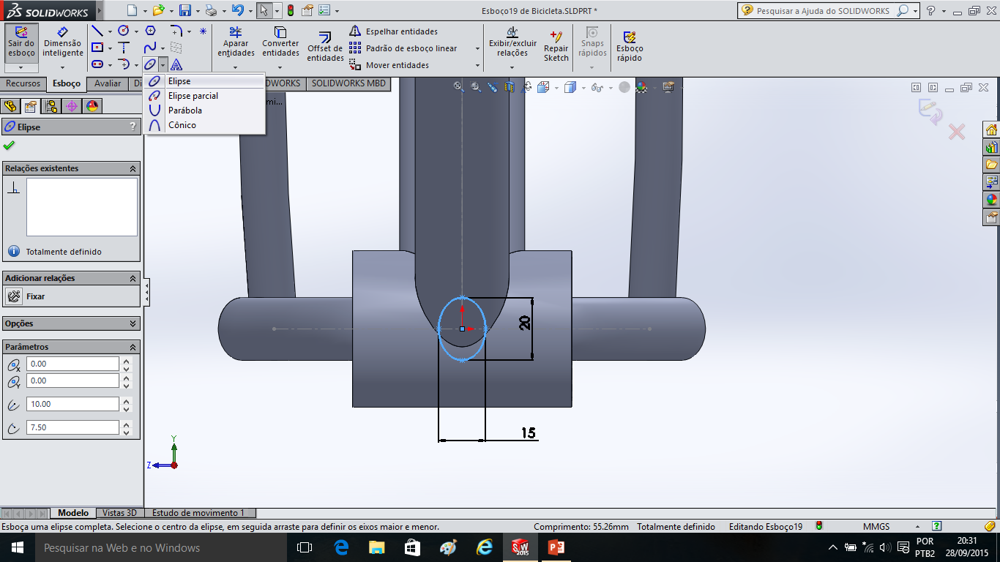 SOLIDWORKS
Esboço19 de Bicicleta.SLDPRT *
Pesquisar a Ajuda do SOLIDWORKS
Sair do esboço
Dimensão inteligente
Aparar entidades
Converter entidades
Offset de entidades
Espelhar entidades
Padrão de esboço linear
Mover entidades
Exibir/excluir relações
Repair Sketch
Snaps rápidos
Esboço rápido
Recursos
Esboço
Avaliar
Di
DWORKS
SOLIDWORKS MBD
Elipse
Elipse parcial
Parábola
Cônico
mi...
Elipse
?
Relações existentes
Totalmente definido
Adicionar relações
Fixar
Opções
Parâmetros
0.00
0.00
10.00
7.50
20
15
Y
Z
Modelo
Vistas 3D
Estudo de movimento 1
Esboça uma elipse completa. Selecione o centro da elipse, em seguida arraste para definir os eixos maior e menor.
Comprimento: 55.26mm
Totalmente definido
Editando Esboço19
MMGS
Pesquisar na Web e no Windows
SW
2015
POR
PTB2
20:31
28/09/2015